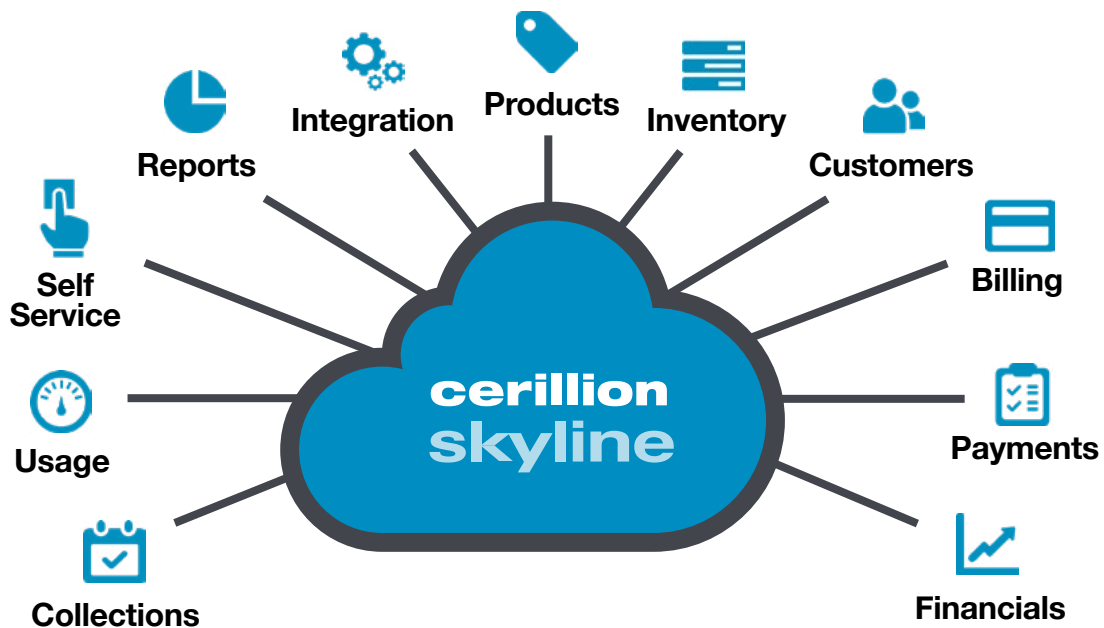 Products
Integration
Inventory
Reports
Customers
Self
Service
Billing
cerillion
skyline
Usage
Payments
Collections
Financials